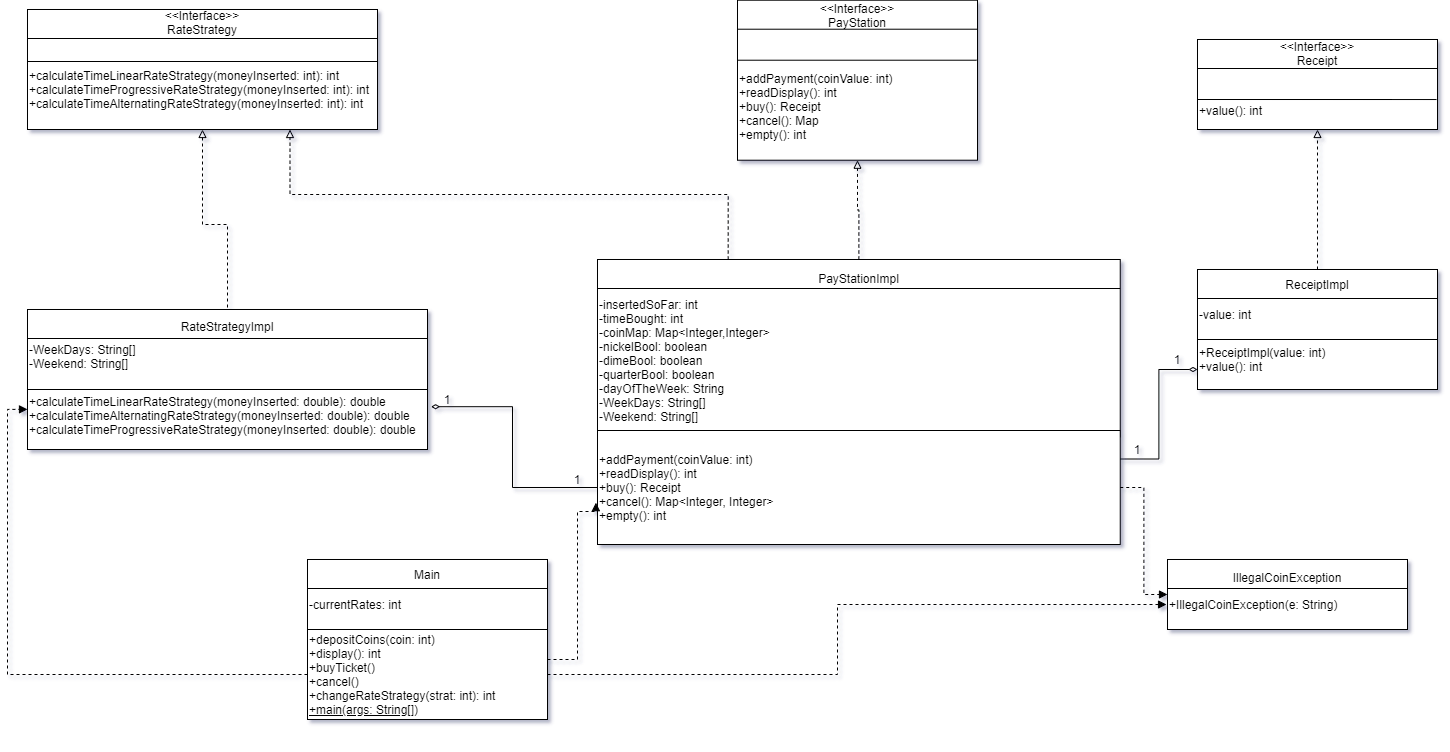 <<Interface>>
RateStrategy
+calculateTimeLinearRateStrategy(moneyInserted: int): int
+calculateTimeProgressiveRateStrategy(moneyInserted: int): int
+calculateTimeAlternatingRateStrategy(moneyInserted: int): int
<<Interface>>
PayStation
+addPayment(coinValue: int)
+readDisplay(): int
+buy(): Receipt
+cancel(): Map
+empty(): int
<<Interface>>
Receipt
+value(): int
RateStrategyImpl
-WeekDays: String[]
-Weekend: String[]
+calculateTimeLinearRateStrategy(moneyInserted: double): double
+calculateTimeAlternatingRateStrategy(moneyInserted: double): double
+calculateTimeProgressiveRateStrategy(moneyInserted: double): double
1
1
PayStationImpl
-insertedSoFar: int
-timeBought: int
-coinMap: Map<Integer,Integer>
-nickelBool: boolean
-dimeBool: boolean
-quarterBool: boolean
-dayOfTheWeek: String
-WeekDays: String[]
-Weekend: String[]
+addPayment(coinValue: int)
+readDisplay(): int
+buy(): Receipt
+cancel(): Map<Integer, Integer>
+empty(): int
1
1
ReceiptImpl
-value: int
+ReceiptImpl(value: int)
+value(): int
Main
-currentRates: int
+depositCoins(coin: int)
+display(): int
+buyTicket()
+cancel()
+changeRateStrategy(strat: int): int
+main(args: String[])
IllegalCoinException
+IllegalCoinException(e: String)